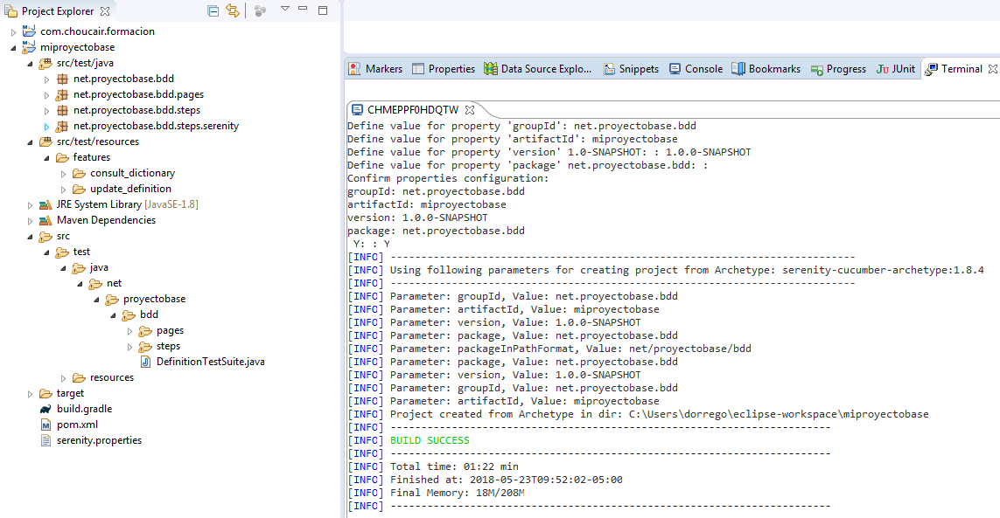 Project Explorer
com.choucair.formacion
miproyectobase
src/test/java
net.proyectobase.bdd
net.proyectobase.bdd.pages
net.proyectobase.bdd.steps
net.proyectobase.bdd.steps.serenity
src/test/resources
features
consult_dictionary
update_definition
JRE System Library [JavaSE-1.8]
Maven Dependencies
src
test
java
net
proyectobase
bdd
pages
steps
DefinitionTestSuite.java
resources
target
build.gradle
pom.xml
serenity.properties
Markers Properties Data Source Explo... Snippets Console Bookmarks Progress Ju JUnit Terminal
CHMEPPF0HDQTW
Define value for property 'groupId': net.proyectobase.bdd
Define value for property 'artifactId': miproyectobase
Define value for property 'version' 1.0-SNAPSHOT: : 1.0.0-SNAPSHOT
Define value for property 'package' net.proyectobase.bdd: :
Confirm properties configuration:
groupId: net.proyectobase.bdd
artifactId: miproyectobase
version: 1.0.0-SNAPSHOT
package: net.proyectobase.bdd
Y: : Y
[INFO] ----------------------------------------------------------------------------
[INFO] Using following parameters for creating project from Archetype: serenity-cucumber-archetype:1.8.4
[INFO] ----------------------------------------------------------------------------
[INFO] Parameter: groupId, Value: net.proyectobase.bdd
[INFO] Parameter: artifactId, Value: miproyectobase
[INFO] Parameter: version, Value: 1.0.0-SNAPSHOT
[INFO] Parameter: package, Value: net.proyectobase.bdd
[INFO] Parameter: packageInPathFormat, Value: net/proyectobase/bdd
[INFO] Parameter: package, Value: net.proyectobase.bdd
[INFO] Parameter: version, Value: 1.0.0-SNAPSHOT
[INFO] Parameter: groupId, Value: net.proyectobase.bdd
[INFO] Parameter: artifactId, Value: miproyectobase
[INFO] Project created from Archetype in dir: C:\Users\dorrego\eclipse-workspace\miproyectobase
[INFO] ------------------------------------------------------------------------
[INFO] BUILD SUCCESS
[INFO] ------------------------------------------------------------------------
[INFO] Total time: 01:22 min
[INFO] Finished at: 2018-05-23T09:52:02-05:00
[INFO] Final Memory: 18M/208M
[INFO] ------------------------------------------------------------------------